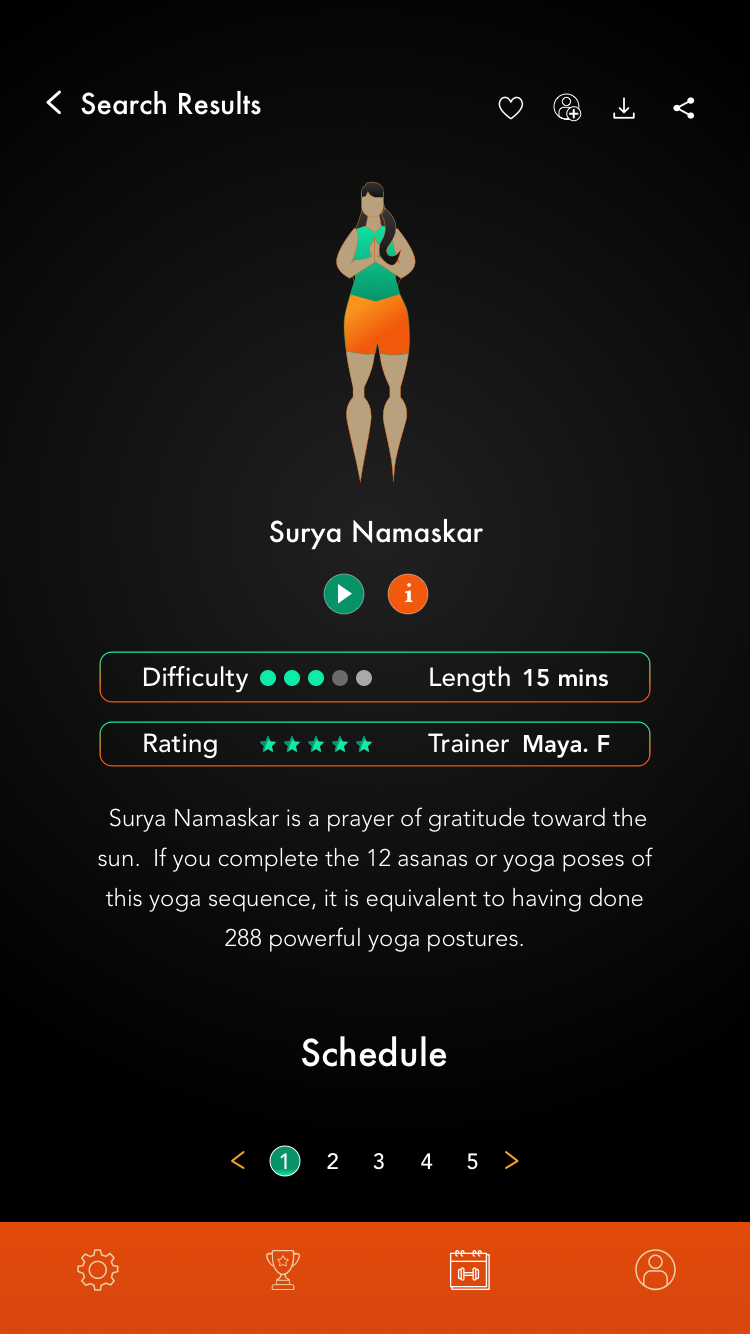 Search Results
Surya Namaskar
i
Difficulty Length 15 mins
Rating Trainer Maya. F
Surya Namaskar is a prayer of gratitude toward the
sun. If you complete the 12 asanas or yoga poses of
this yoga sequence, it is equivalent to having done
288 powerful yoga postures.
Schedule
< 1 2 3 4 5 >